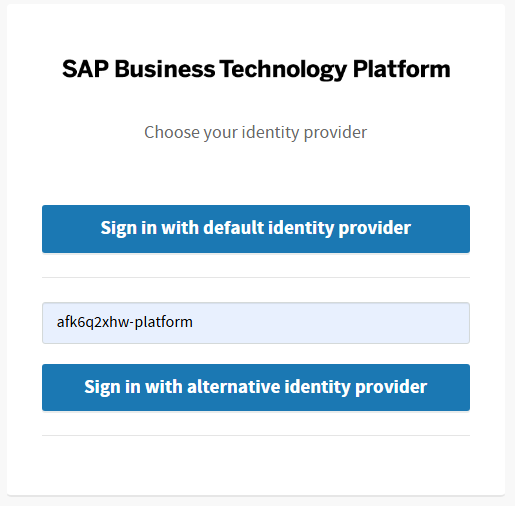 SAP Business Technology Platform
Choose your identity provider
Sign in with default identity provider
afk6q2xhw-platform
Sign in with alternative identity provider